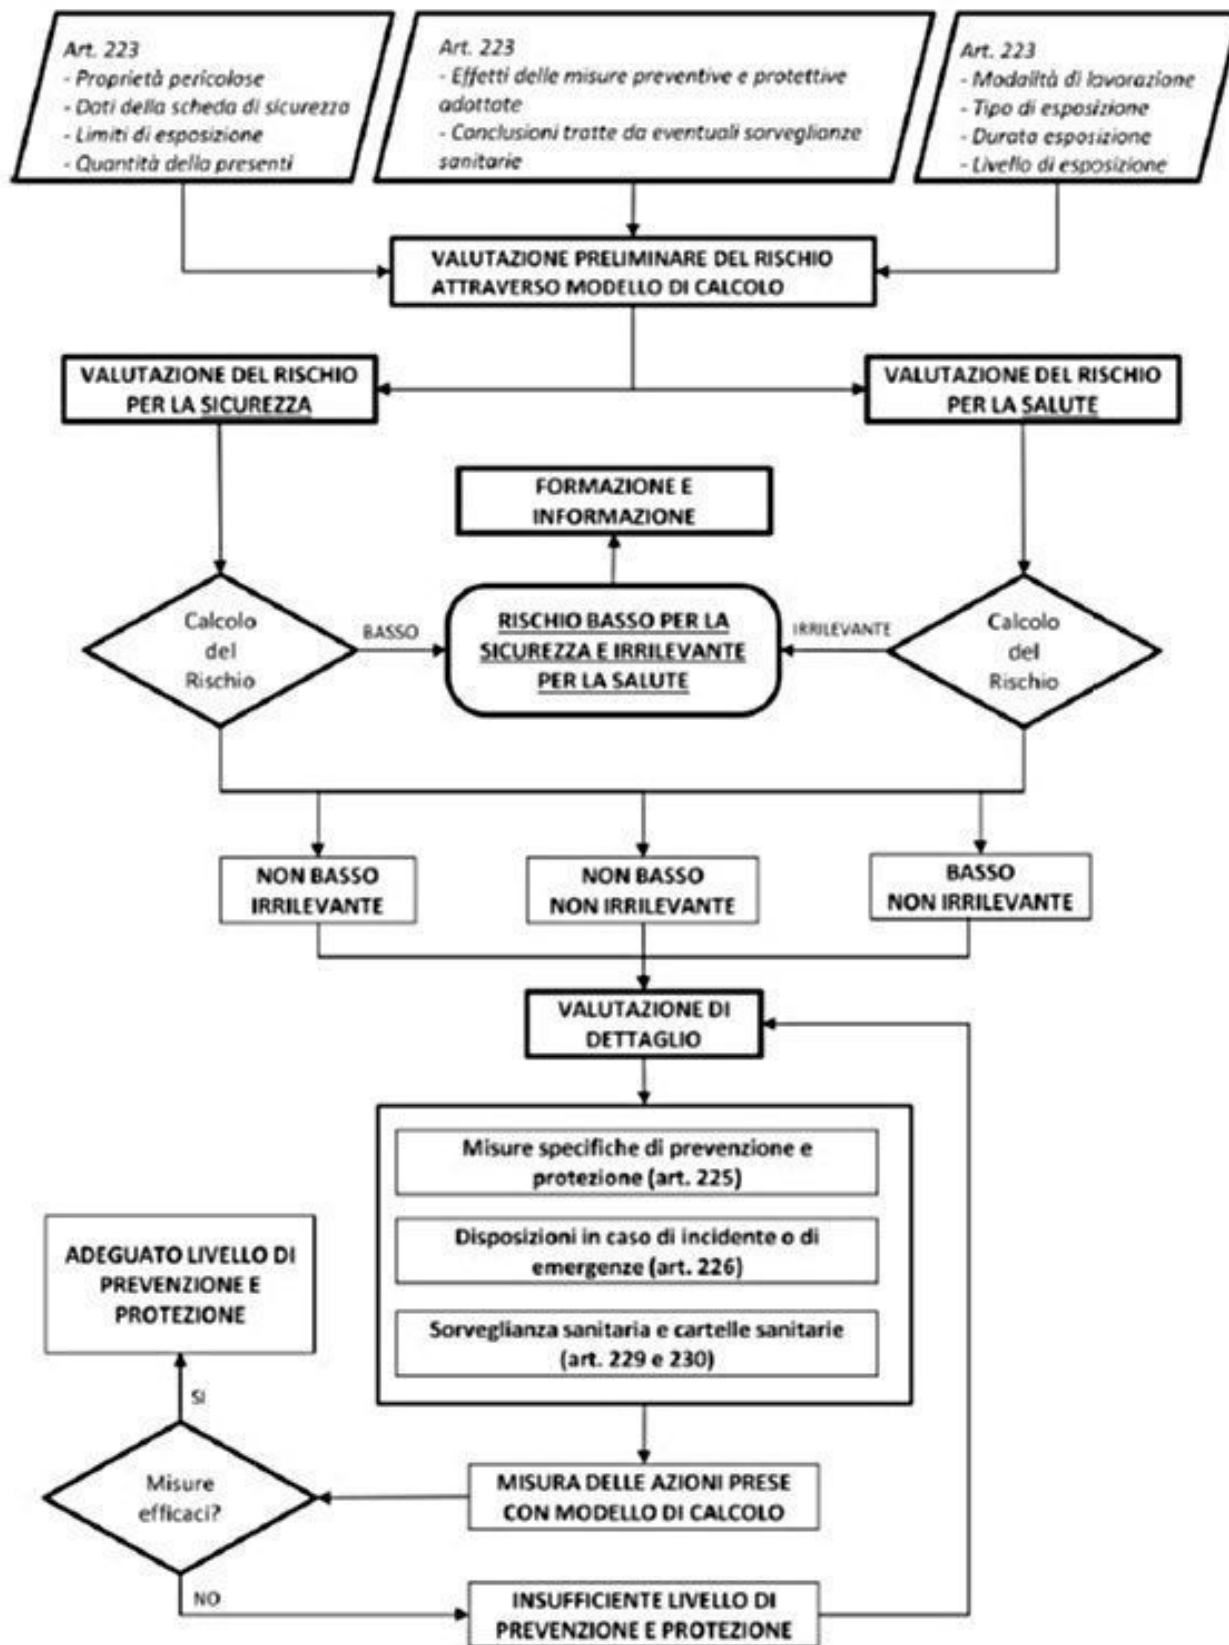 Art. 223
- Proprietà pericolose
- Dati della scheda di sicurezza
- Limiti di esposizione
- Quantità della presenti
Art. 223
- Effetti delle misure preventive e protettive
adottate
- Conclusioni tratte da eventuali sorveglianze
sanitarie
Art. 223
- Modalità di lavorazione
- Tipo di esposizione
- Durata esposizione
- Livello di esposizione
VALUTAZIONE PRELIMINARE DEL RISCHIO
ATTRAVERSO MODELLO DI CALCOLO
VALUTAZIONE DEL RISCHIO
PER LA SICUREZZA
VALUTAZIONE DEL RISCHIO
PER LA SALUTE
FORMAZIONE E
INFORMAZIONE
Calcolo
del
Rischio
BASSO
RISCHIO BASSO PER LA
SICUREZZA E IRRILEVANTE
PER LA SALUTE
IRRILEVANTE
Calcolo
del
Rischio
NON BASSO
IRRILEVANTE
NON BASSO
NON IRRILEVANTE
BASSO
NON IRRILEVANTE
VALUTAZIONE DI
DETTAGLIO
Misure specifiche di prevenzione e
protezione (art. 225)
Disposizioni in caso di incidente o di
emergenze (art. 226)
Sorveglianza sanitaria e cartelle sanitarie
(art. 229 e 230)
ADEGUATO LIVELLO DI
PREVENZIONE E
PROTEZIONE
SI
Misure
efficaci?
MISURA DELLE AZIONI PRESE
CON MODELLO DI CALCOLO
NO
INSUFFICIENTE LIVELLO DI
PREVENZIONE E PROTEZIONE